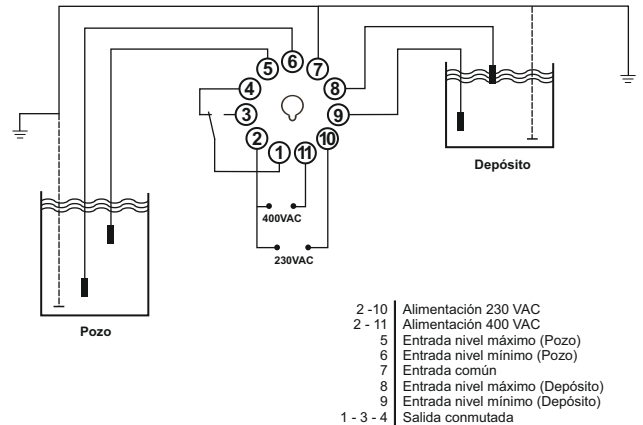 6
5
7
4
8
3
9
2
10
1
11
400VAC
230VAC
Pozo
Depósito
2 -10 Alimentación 230 VAC
2 - 11 Alimentación 400 VAC
5 Entrada nivel máximo (Pozo)
6 Entrada nivel mínimo (Pozo)
7 Entrada común
8 Entrada nivel máximo (Depósito)
9 Entrada nivel mínimo (Depósito)
1 - 3 - 4 Salida conmutada